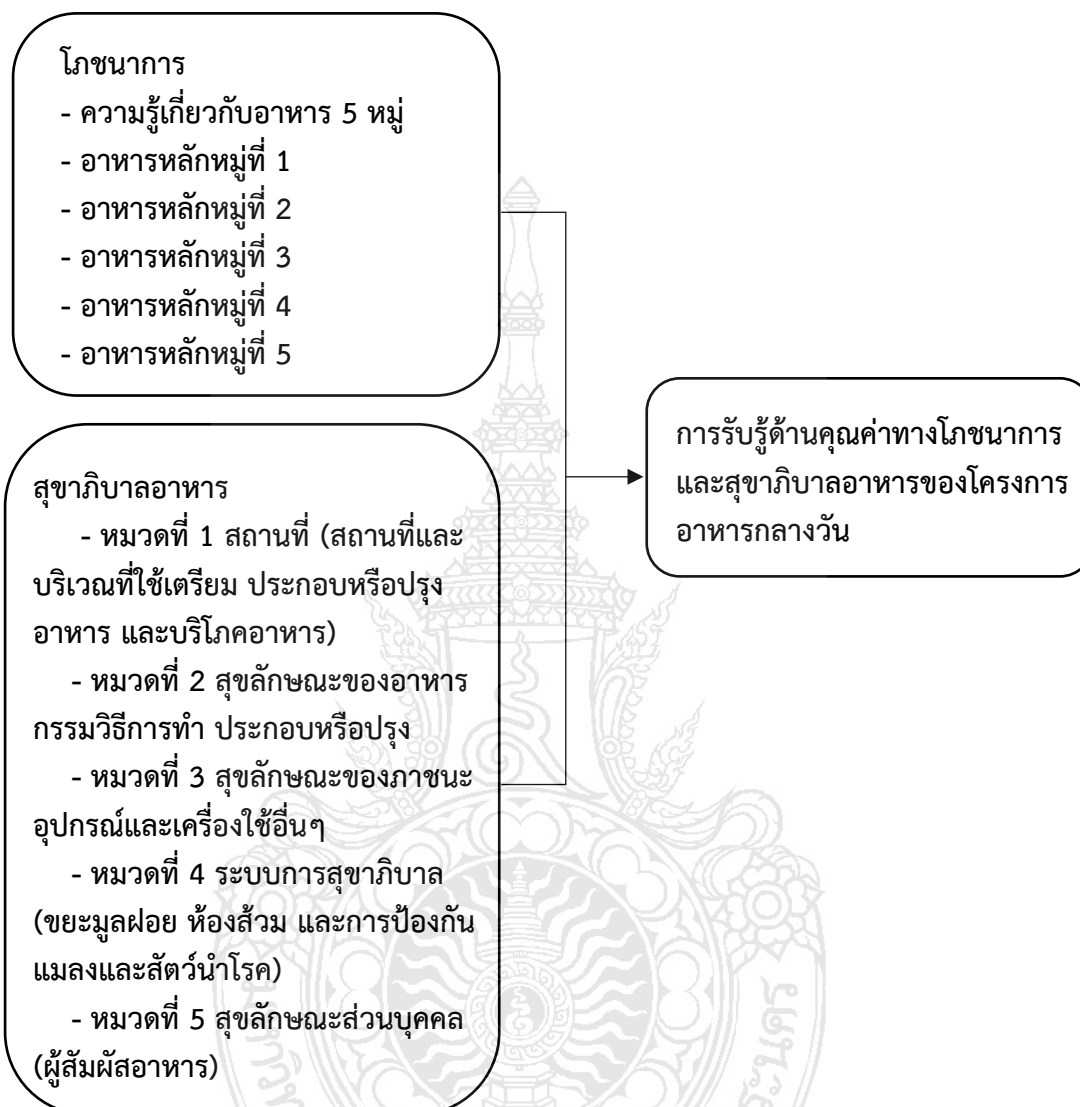 โภชนาการ
- ความรู้เกี่ยวกับอาหาร 5 หมู่
- อาหารหลักหมู่ที่ 1
- อาหารหลักหมู่ที่ 2
- อาหารหลักหมู่ที่ 3
- อาหารหลักหมู่ที่ 4
- อาหารหลักหมู่ที่ 5
สุขาภิบาลอาหาร
- หมวดที่ 1 สถานที่ (สถานที่และ
บริเวณที่ใช้เตรียม ประกอบหรือปรุง
อาหาร และบริโภคอาหาร)
- หมวดที่ 2 สุขลักษณะของอาหาร
กรรมวิธีการทำ ประกอบหรือปรุง
- หมวดที่ 3 สุขลักษณะของภาชนะ
อุปกรณ์และเครื่องใช้อื่นๆ
- หมวดที่ 4 ระบบการสุขาภิบาล
(ขยะมูลฝอย ห้องส้วม และการป้องกัน
แมลงและสัตว์นำโรค)
- หมวดที่ 5 สุขลักษณะส่วนบุคคล
(ผู้สัมผัสอาหาร)
การรับรู้ด้านคุณค่าทางโภชนาการ
และสุขาภิบาลอาหารของโครงการ
อาหารกลางวัน